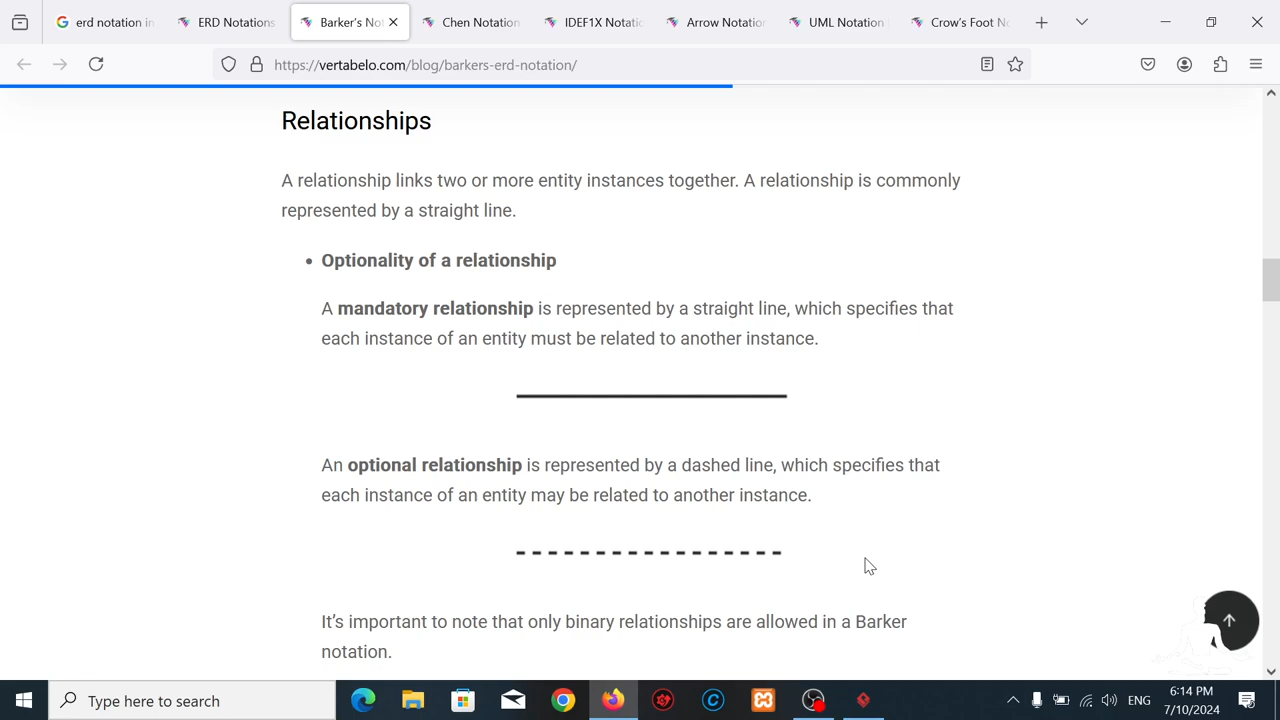 erd notation in
ERD Notations
Barker's Not
Chen Notation
IDEF1X Notatio
Arrow Notation
UML Notation
Crow's Foot No
https://vertabelo.com/blog/barkers-erd-notation/
Relationships
A relationship links two or more entity instances together. A relationship is commonly
represented by a straight line.
• Optionality of a relationship
A mandatory relationship is represented by a straight line, which specifies that
each instance of an entity must be related to another instance.
An optional relationship is represented by a dashed line, which specifies that
each instance of an entity may be related to another instance.
It's important to note that only binary relationships are allowed in a Barker
notation.
Type here to search
ENG
6:14 PM
7/10/2024